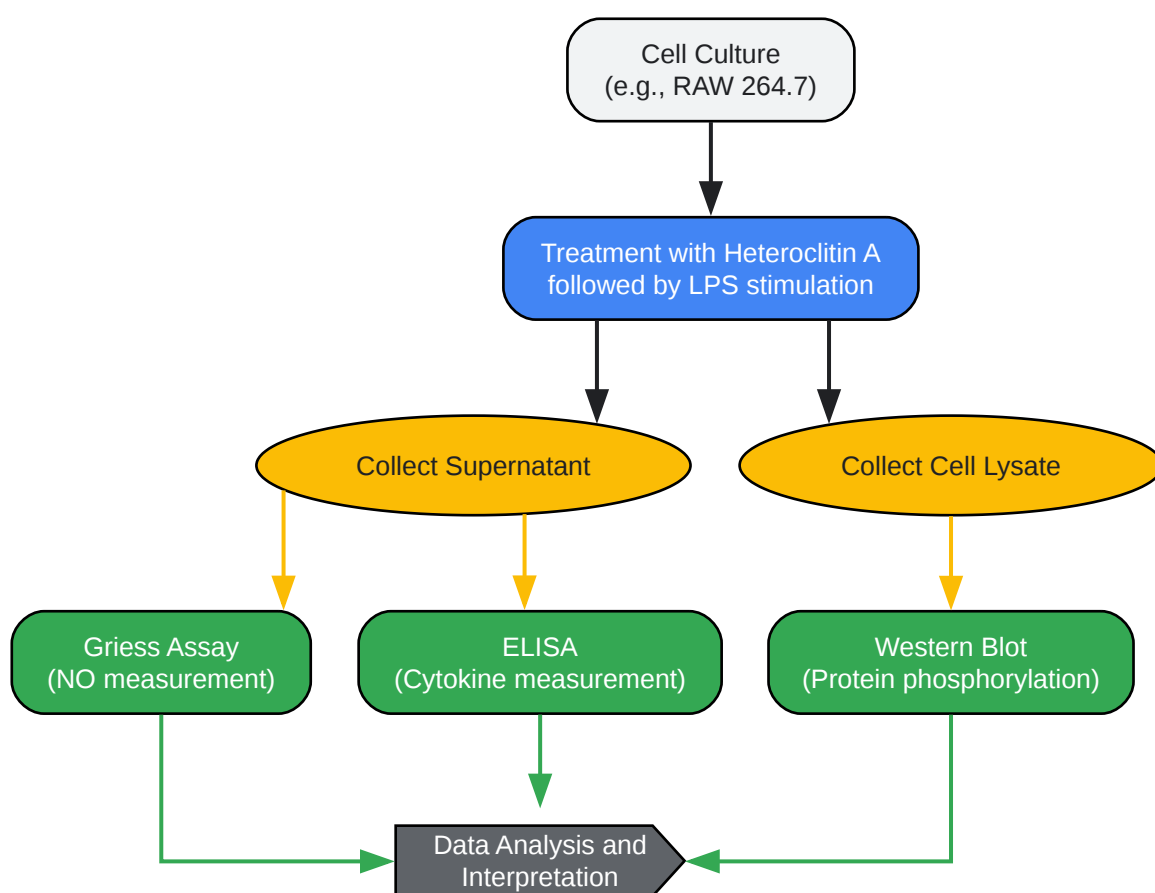 Cell Culture
(e.g., RAW 264.7)
Treatment with Heteroclitin A
followed by LPS stimulation
Collect Supernatant
Collect Cell Lysate
Griess Assay
(NO measurement)
ELISA
(Cytokine measurement)
Western Blot
(Protein phosphorylation)
Data Analysis and
Interpretation